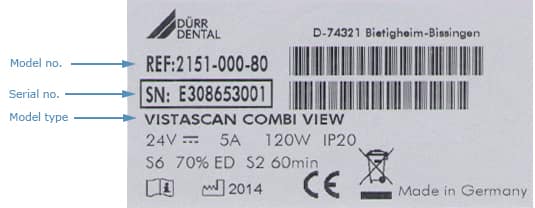 DÜRR
DENTAL
D-74321 Bietigheim-Bissingen
Model no.
REF:2151-000-80
Serial no.
SN: E308653001
Model type
VISTASCAN COMBI VIEW
24V ⎓ 5A 120W IP20
S6 70% ED S2 60min
2014
CE
Made in Germany